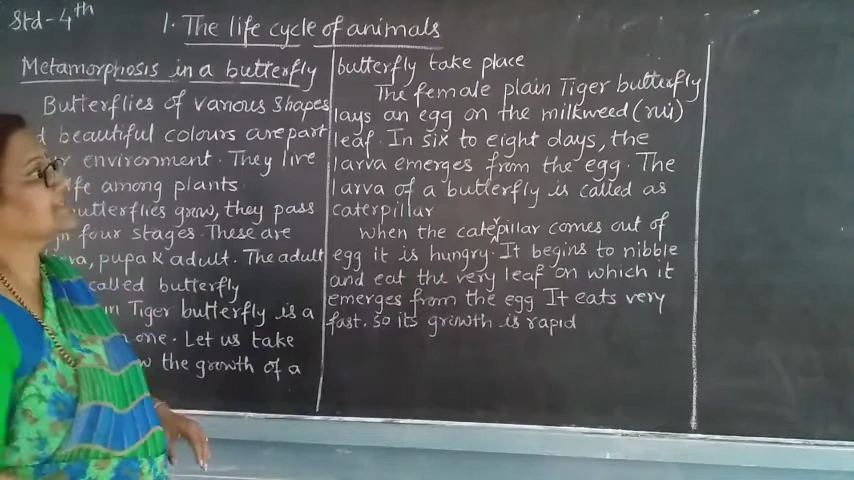 Std-4th
1. The life cycle of animals
Metamorphosis in a butterfly
Butterflies of various shapes
beautiful colours are part
environment. They live
life among plants
butterflies grow, they pass
four stages. These are
pupa & adult. The adult
called butterfly
Tiger butterfly is a
one. Let us take
the growth of a
butterfly take place
The female plain Tiger butterfly
lays an egg on the milkweed (rui)
leaf. In six to eight days, the
larva emerges from the egg. The
larva of a butterfly is called as
caterpillar
when the caterpillar comes out of
egg it is hungry. It begins to nibble
and eat the very leaf on which it
emerges from the egg It eats very
fast. so its growth is rapid